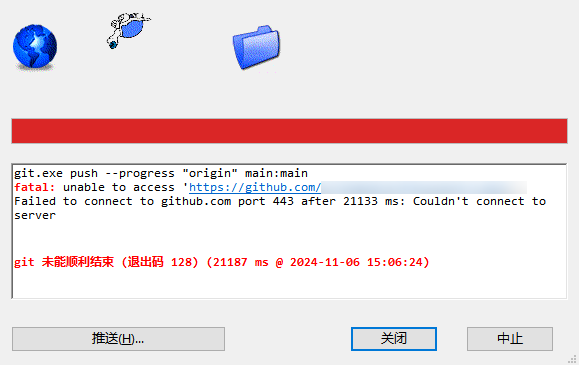 git.exe push --progress "origin" main:main
fatal: unable to access 'https://github.com/
Failed to connect to github.com port 443 after 21133 ms: Couldn't connect to
server
git 未能顺利结束 (退出码 128) (21187 ms @ 2024-11-06 15:06:24)
推送(H)...
关闭
中止